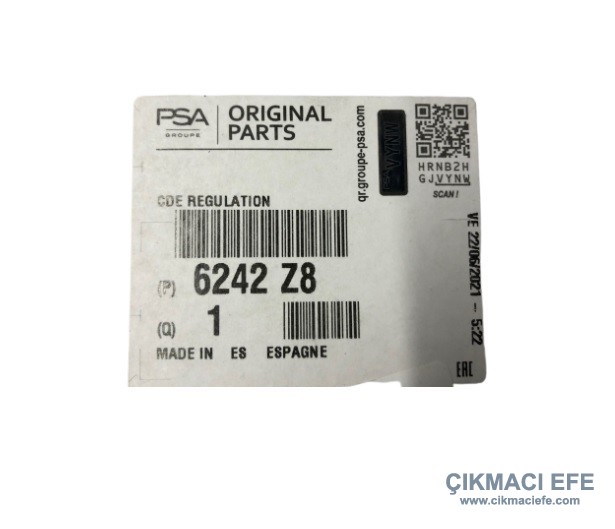 PSA
GROUPE
ORIGINAL
PARTS
qr.groupe-psa.com
VAYNW
HRNB2H
GJVYNW
SCAN!
CDE REGULATION
(P) 6242 Z8
(Q) 1
MADE IN ES ESPAGNE
VE 22/06/2021 - 5:22
EAC
ÇIKMACI EFE
www.cikmaciefe.com